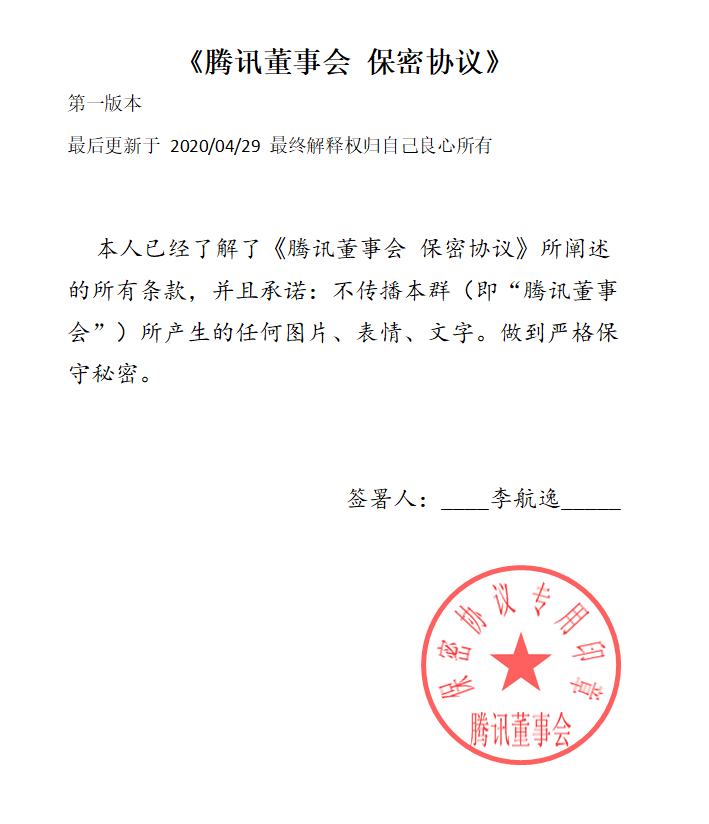 《腾讯董事会 保密协议》
第一版本
最后更新于 2020/04/29 最终解释权归自己良心所有
本人已经了解了《腾讯董事会 保密协议》所阐述
的所有条款，并且承诺：不传播本群（即“腾讯董事
会”）所产生的任何图片、表情、文字。做到严格保
守秘密。
签署人：____李航逸_____
保密协议专用印章
腾讯董事会